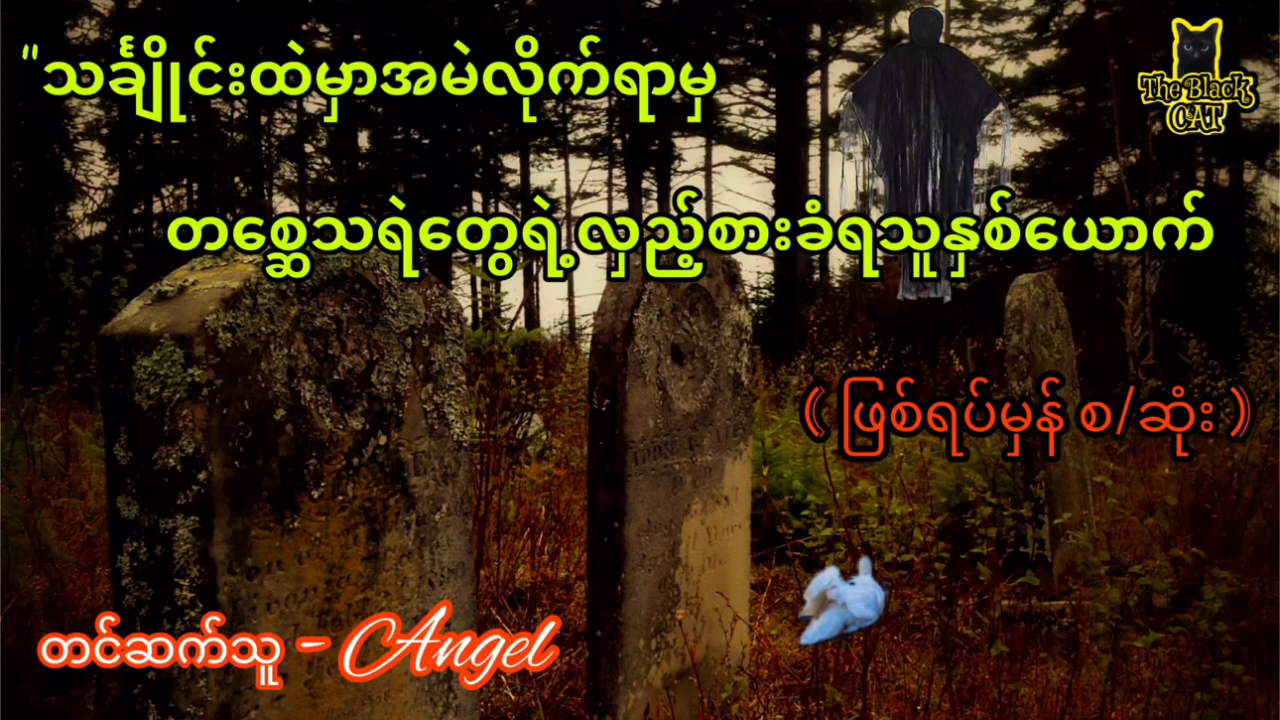 "သင်္ချိုင်းထဲမှာအမဲလိုက်ရာမှ
The Black
CAT
တစ္ဆေသရဲတွေရဲ့လှည့်စားခံရသူနှစ်ယောက်
《 ဖြစ်ရပ်မှန် စ/ဆုံး 》
တင်ဆက်သူ - Angel